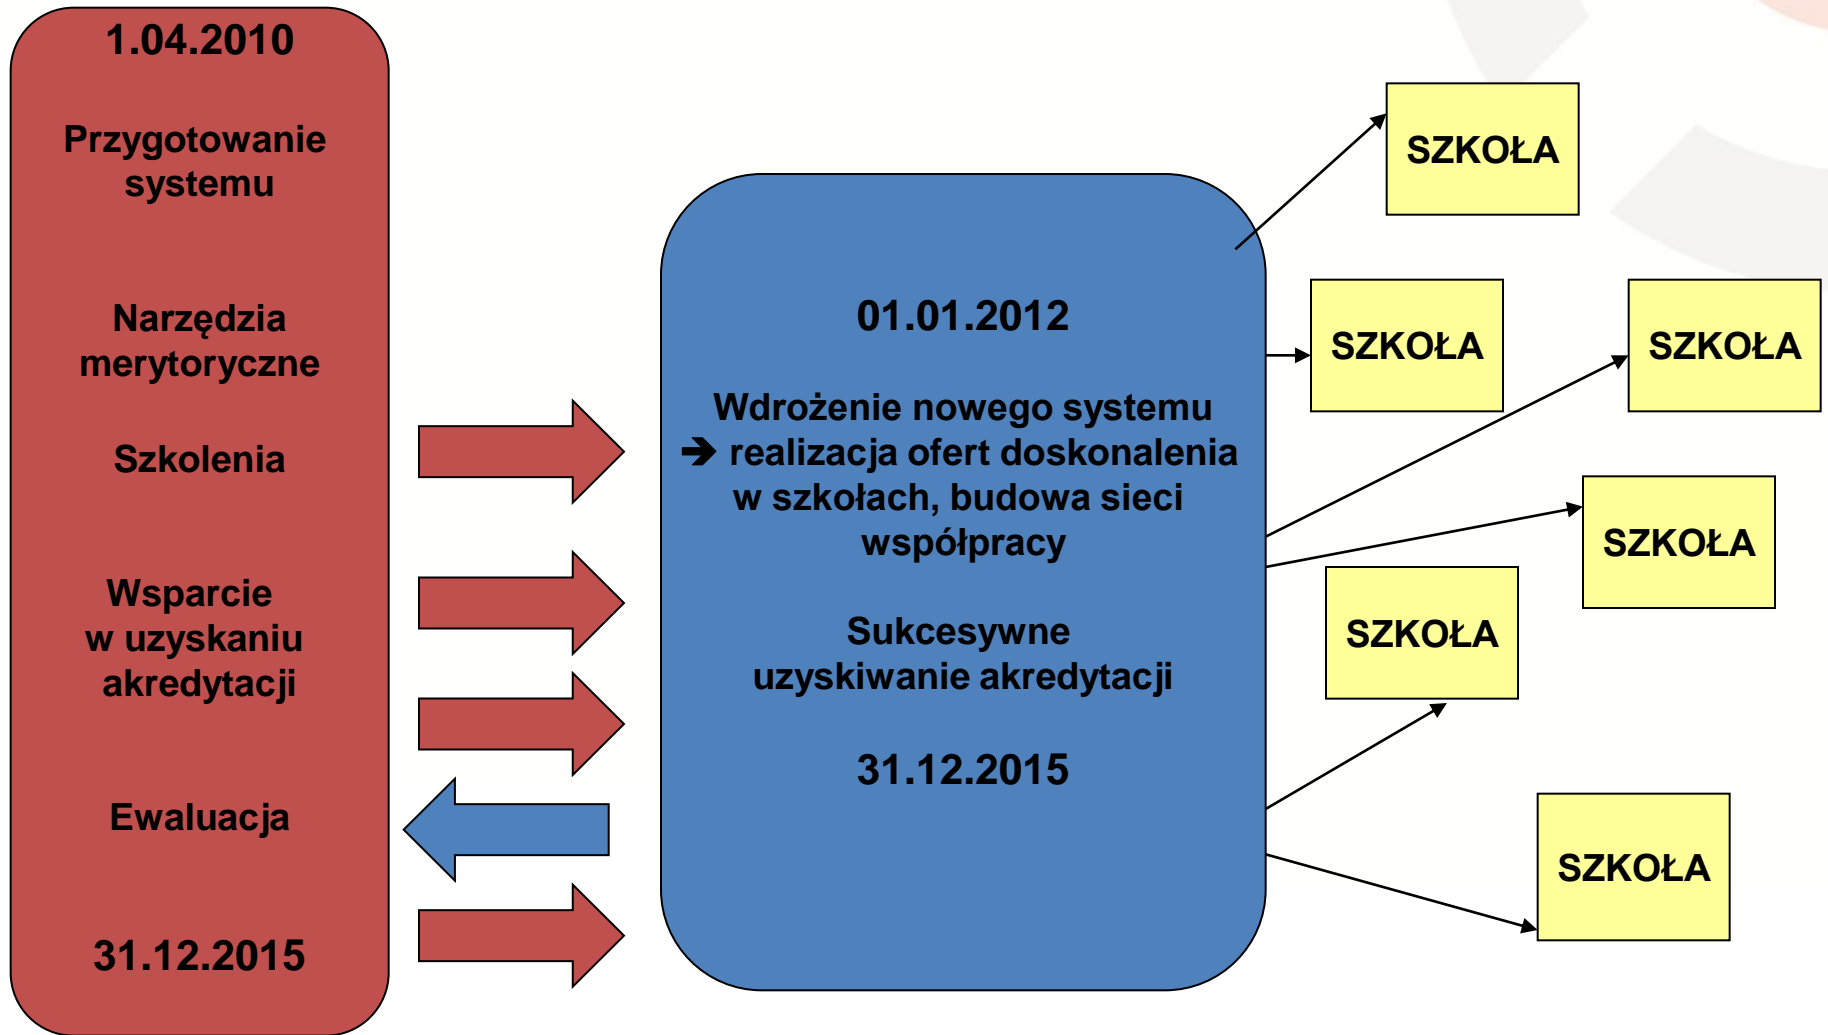 1.04.2010
Przygotowanie
systemu
Narzędzia
merytoryczne
Szkolenia
Wsparcie
w uzyskaniu
akredytacji
Ewaluacja
31.12.2015
01.01.2012
Wdrożenie nowego systemu
➔ realizacja ofert doskonalenia
w szkołach, budowa sieci
współpracy
Sukcesywne
uzyskiwanie akredytacji
31.12.2015
SZKOŁA
SZKOŁA
SZKOŁA
SZKOŁA
SZKOŁA
SZKOŁA